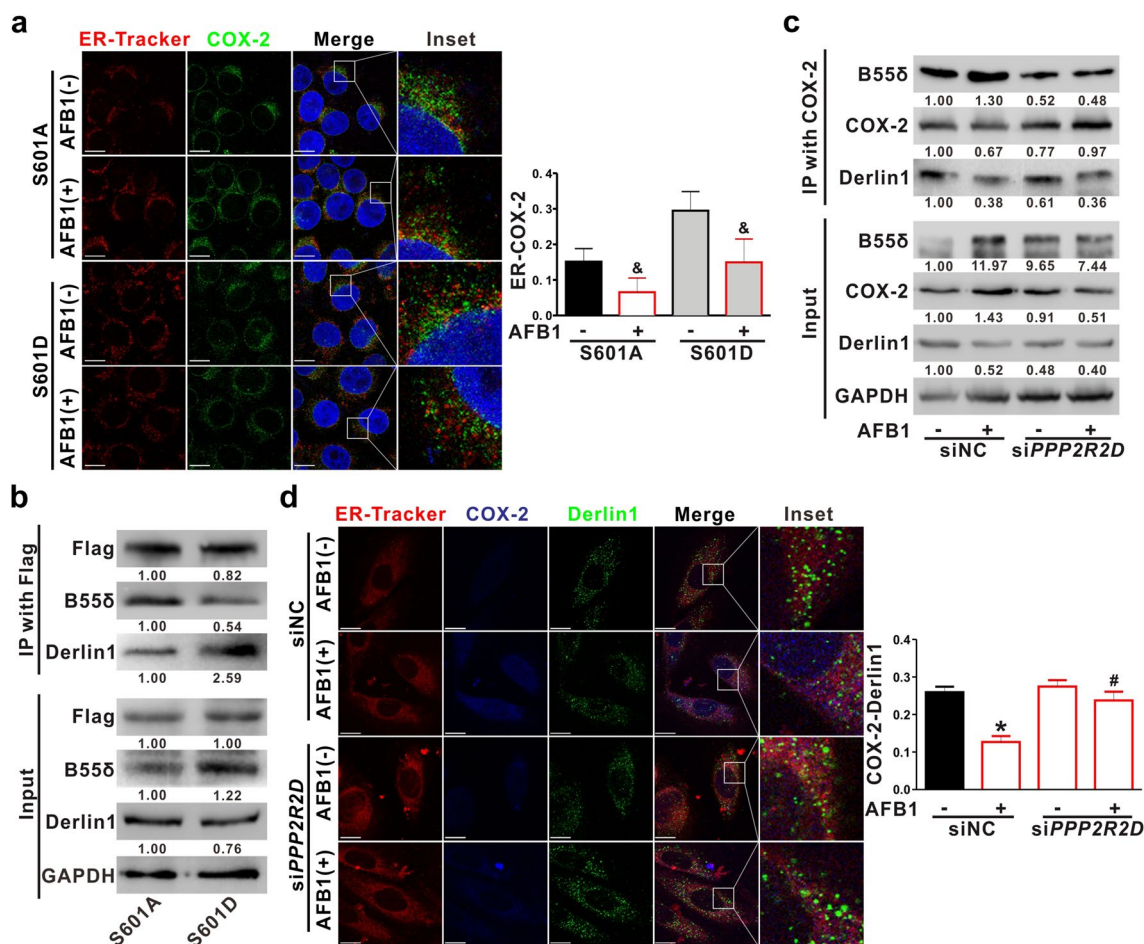 a
ER-Tracker COX-2 Merge Inset
S601A
AFB1(-)
AFB1(+)
S601D
AFB1(-)
AFB1(+)
ER-COX-2
0.4
0.3
0.2
0.1
0.0
& &
AFB1 - + - +
S601A S601D
b
IP with Flag
Flag
1.00 0.82
B55δ
1.00 0.54
Derlin1
1.00 2.59
Input
Flag
1.00 1.00
B55δ
1.00 1.22
Derlin1
1.00 0.76
GAPDH
S601A S601D
c
IP with COX-2
B55δ
1.00 1.30 0.52 0.48
COX-2
1.00 0.67 0.77 0.97
Derlin1
1.00 0.38 0.61 0.36
Input
B55δ
1.00 11.97 9.65 7.44
COX-2
1.00 1.43 0.91 0.51
Derlin1
1.00 0.52 0.48 0.40
GAPDH
AFB1 - + - +
siNC siPPP2R2D
d
ER-Tracker COX-2 Derlin1 Merge Inset
siNC
AFB1(-)
AFB1(+)
siPPP2R2D
AFB1(-)
AFB1(+)
COX-2-Derlin1
0.4
0.3
0.2
0.1
0.0
* #
AFB1 - + - +
siNC siPPP2R2D